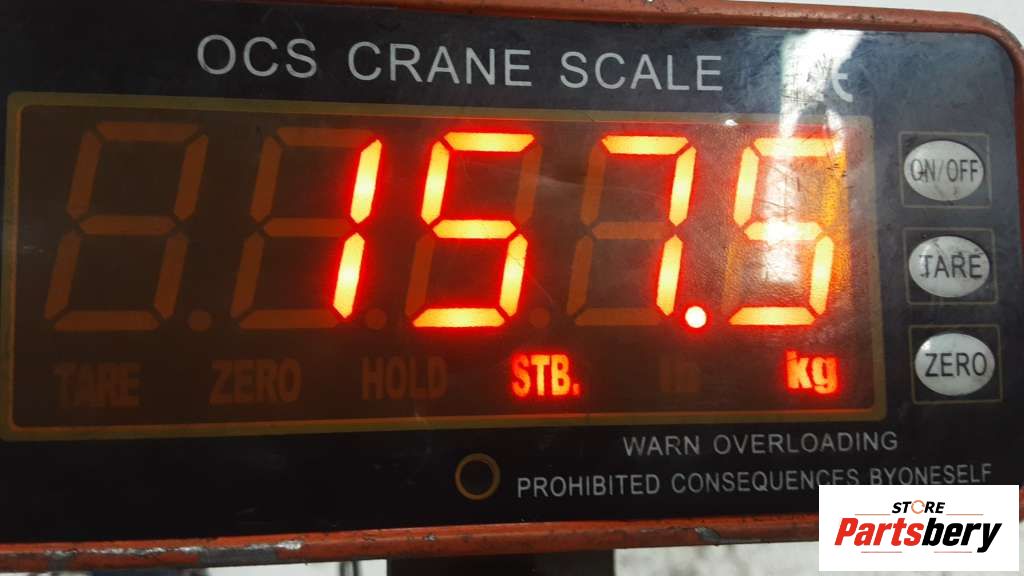 OCS CRANE SCALE
CE
157.5
ON/OFF
TARE
ZERO
TARE ZERO HOLD STB. kg
WARN OVERLOADING
PROHIBITED CONSEQUENCES BYONESELF
STORE
Partsbery